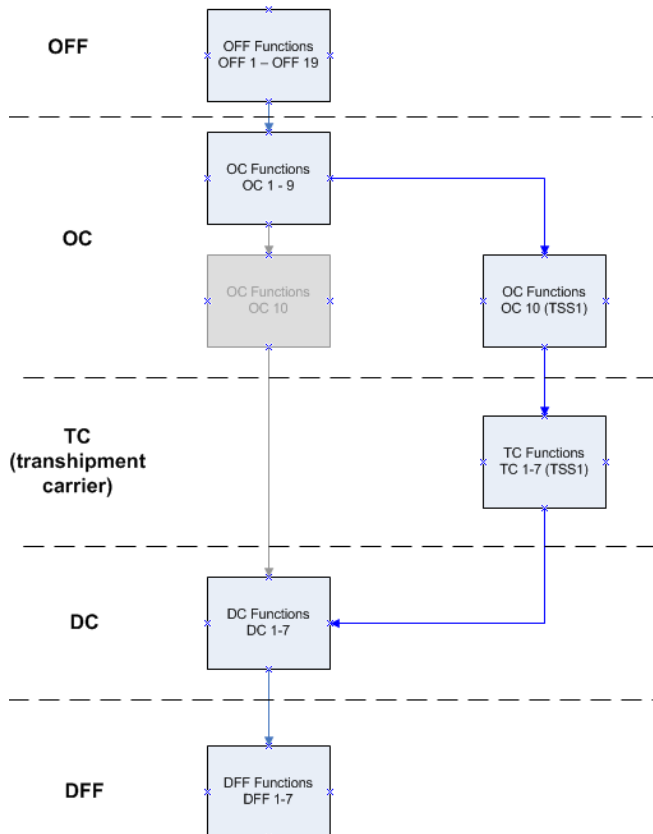 OFF
OFF Functions
OFF 1 – OFF 19
OC
OC Functions
OC 1 - 9
OC Functions
OC 10
OC Functions
OC 10 (TSS1)
TC
(transhipment
carrier)
TC Functions
TC 1-7 (TSS1)
DC
DC Functions
DC 1-7
DFF
DFF Functions
DFF 1-7